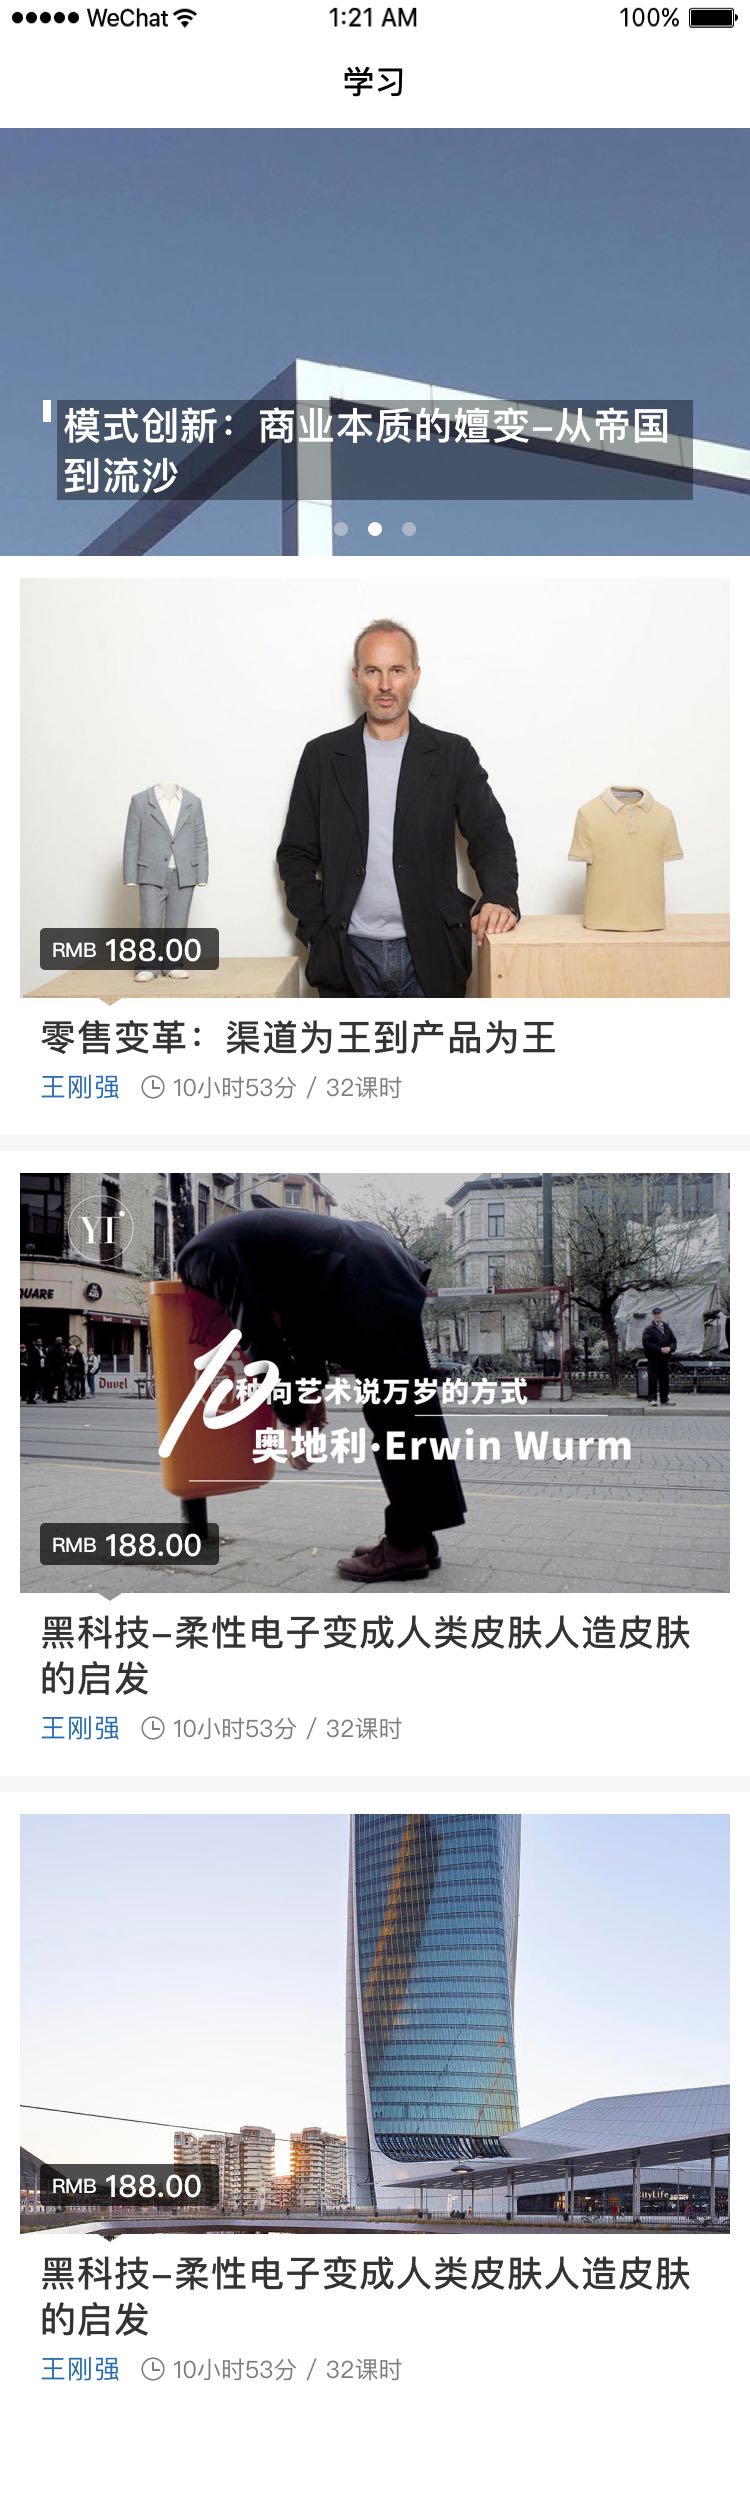 WeChat 1:21 AM 100%
学习
模式创新：商业本质的嬗变-从帝国
到流沙
RMB 188.00
零售变革：渠道为王到产品为王
王刚强 10小时53分 / 32课时
YI
QUARE
Duvel
10种向艺术说万岁的方式
奥地利·Erwin Wurm
RMB 188.00
黑科技-柔性电子变成人类皮肤人造皮肤
的启发
王刚强 10小时53分 / 32课时
CityLife
RMB 188.00
黑科技-柔性电子变成人类皮肤人造皮肤
的启发
王刚强 10小时53分 / 32课时